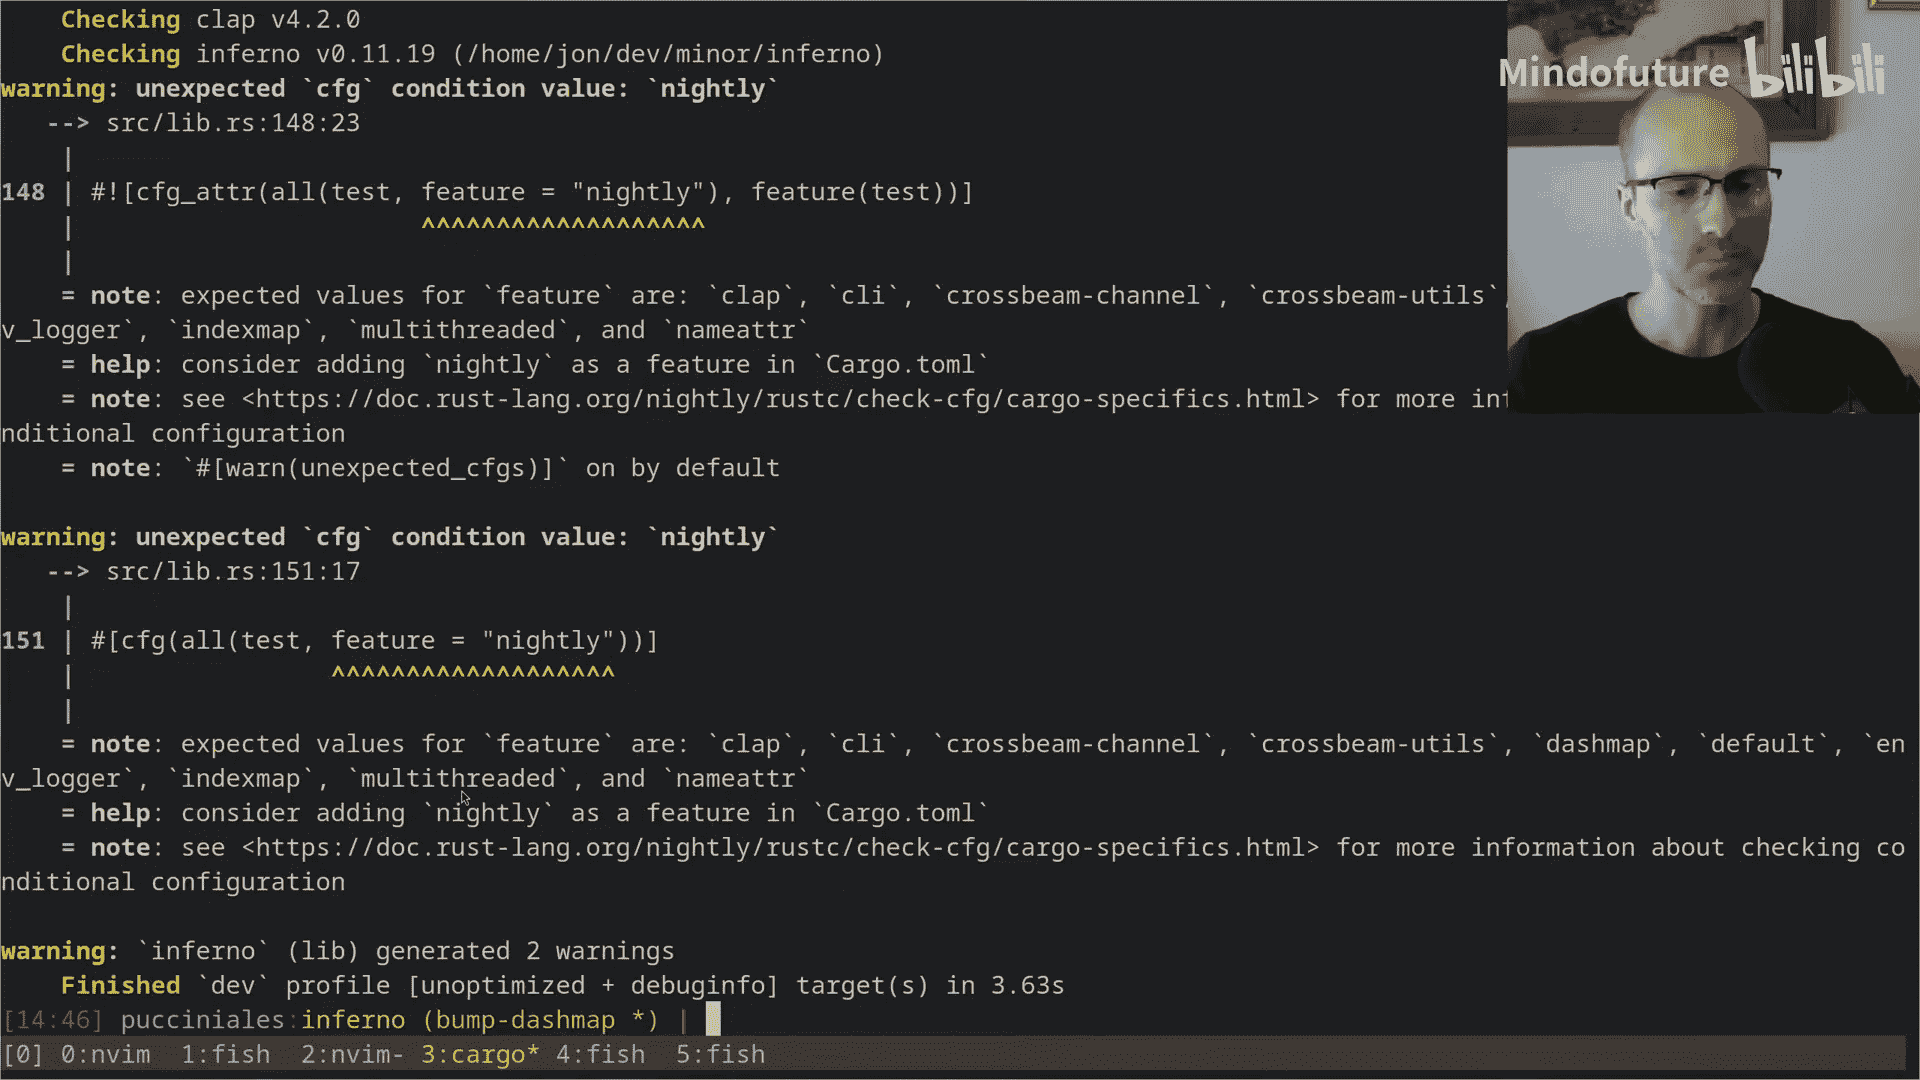 Checking clap v4.2.0
Checking inferno v0.11.19 (/home/jon/dev/minor/inferno)
Mindofuture bilibili
warning: unexpected `cfg` condition value: `nightly`
--> src/lib.rs:148:23
|
148 | #![cfg_attr(all(test, feature = "nightly"), feature(test))]
| ^^^^^^^^^^^^^^^^^^^
|
= note: expected values for `feature` are: `clap`, `cli`, `crossbeam-channel`, `crossbeam-utils`,
v_logger`, `indexmap`, `multithreaded`, and `nameattr`
= help: consider adding `nightly` as a feature in `Cargo.toml`
= note: see <https://doc.rust-lang.org/nightly/rustc/check-cfg/cargo-specifics.html> for more
nditional configuration
= note: `#[warn(unexpected_cfgs)]` on by default
warning: unexpected `cfg` condition value: `nightly`
--> src/lib.rs:151:17
|
151 | #[cfg(all(test, feature = "nightly"))]
| ^^^^^^^^^^^^^^^^^^^
|
= note: expected values for `feature` are: `clap`, `cli`, `crossbeam-channel`, `crossbeam-utils`, `dashmap`, `default`, `en
v_logger`, `indexmap`, `multithreaded`, and `nameattr`
= help: consider adding `nightly` as a feature in `Cargo.toml`
= note: see <https://doc.rust-lang.org/nightly/rustc/check-cfg/cargo-specifics.html> for more information about checking co
nditional configuration
warning: `inferno` (lib) generated 2 warnings
Finished `dev` profile [unoptimized + debuginfo] target(s) in 3.63s
[14:46] pucciniales:inferno (bump-dashmap *) |
[0] 0:nvim 1:fish 2:nvim- 3:cargo* 4:fish 5:fish